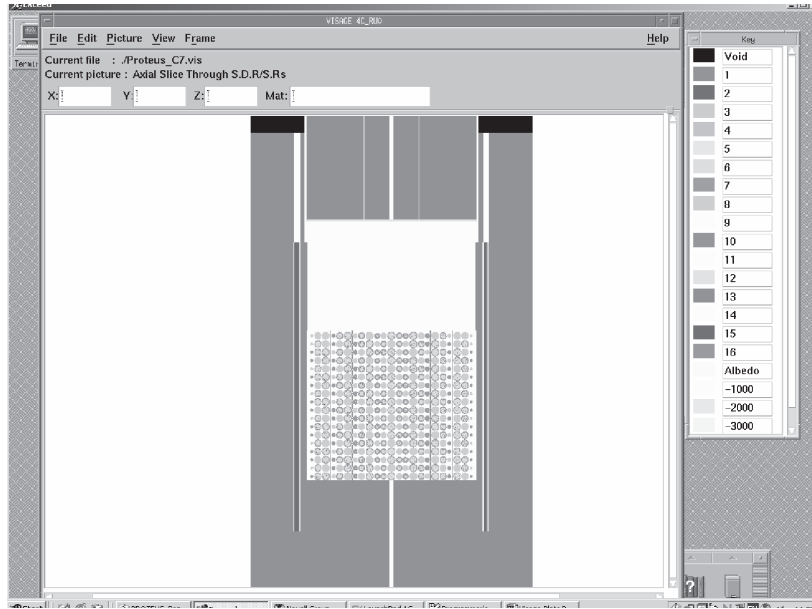 VISAGE 4C_RUO
File Edit Picture View Frame Help
Current file : ./Proteus_C7.vis
Current picture : Axial Slice Through S.D.R/S.Rs
X: Y: Z: Mat:
Key
Void
1
2
3
4
5
6
7
8
9
10
11
12
13
14
15
16
Albedo
-1000
-2000
-3000
?